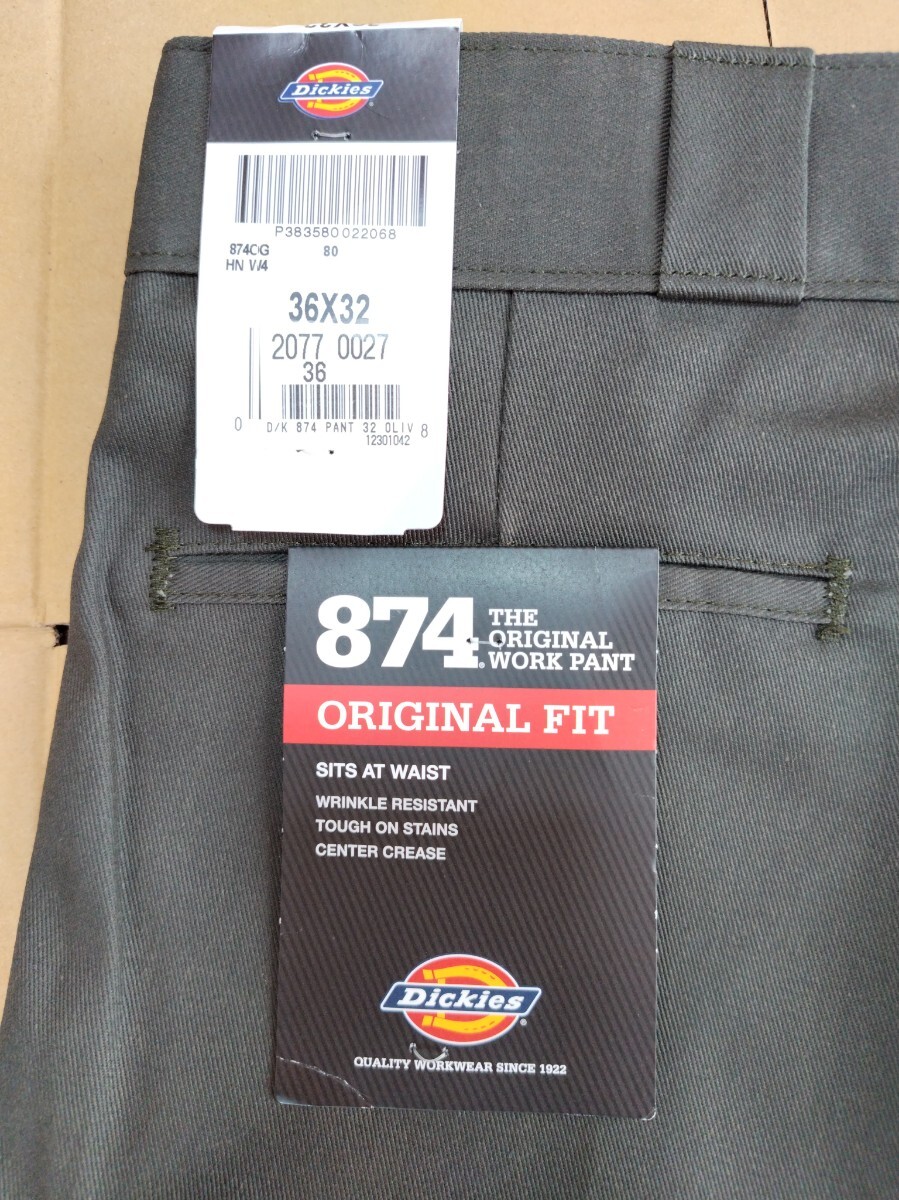 Dickies
P383580022068
874OG 80
HN W4
36X32
2077 0027
36
0 D/K 874 PANT 32 OLIV 8
12301042
874 THE
ORIGINAL
WORK PANT
ORIGINAL FIT
SITS AT WAIST
WRINKLE RESISTANT
TOUGH ON STAINS
CENTER CREASE
Dickies
QUALITY WORKWEAR SINCE 1922